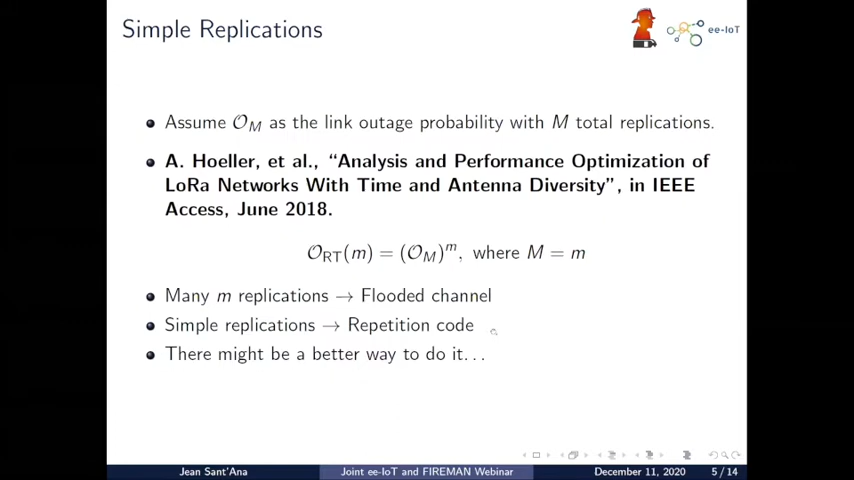 Simple Replications
ee-IoT
• Assume 𝒪_M as the link outage probability with M total replications.
• A. Hoeller, et al., “Analysis and Performance Optimization of
LoRa Networks With Time and Antenna Diversity”, in IEEE
Access, June 2018.
𝒪_RT(m) = (𝒪_M)^m, where M = m
• Many m replications → Flooded channel
• Simple replications → Repetition code
• There might be a better way to do it...
Jean Sant'Ana Joint ee-IoT and FIREMAN Webinar December 11, 2020 5 / 14